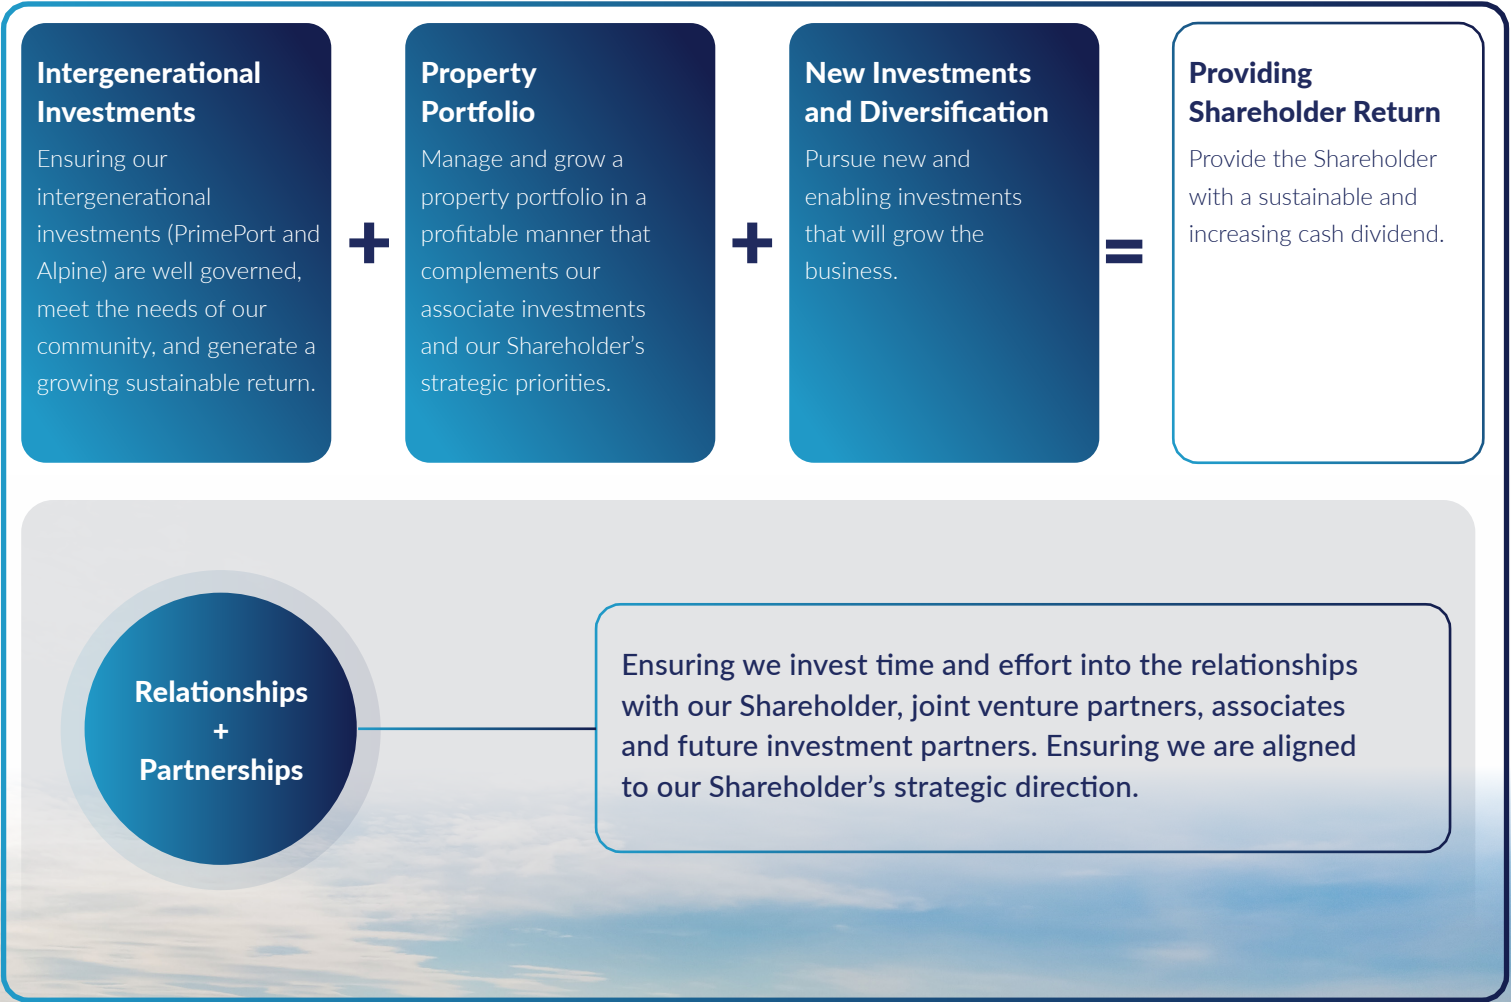 Intergenerational
Investments
Ensuring our
intergenerational
investments (PrimePort and
Alpine) are well governed,
meet the needs of our
community, and generate a
growing sustainable return.
+
Property
Portfolio
Manage and grow a
property portfolio in a
profitable manner that
complements our
associate investments
and our Shareholder’s
strategic priorities.
+
New Investments
and Diversification
Pursue new and
enabling investments
that will grow the
business.
=
Providing
Shareholder Return
Provide the Shareholder
with a sustainable and
increasing cash dividend.
Relationships
+
Partnerships
Ensuring we invest time and effort into the relationships
with our Shareholder, joint venture partners, associates
and future investment partners. Ensuring we are aligned
to our Shareholder’s strategic direction.